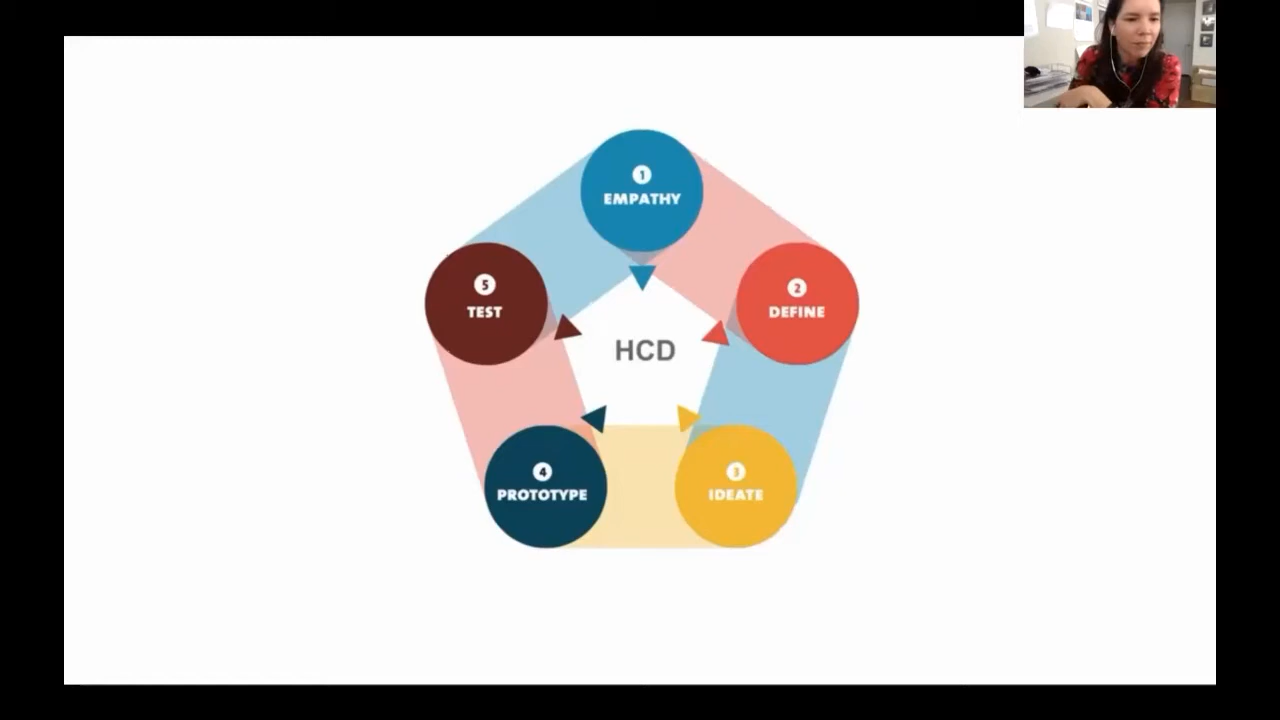 1
EMPATHY
2
DEFINE
3
IDEATE
4
PROTOTYPE
5
TEST
HCD